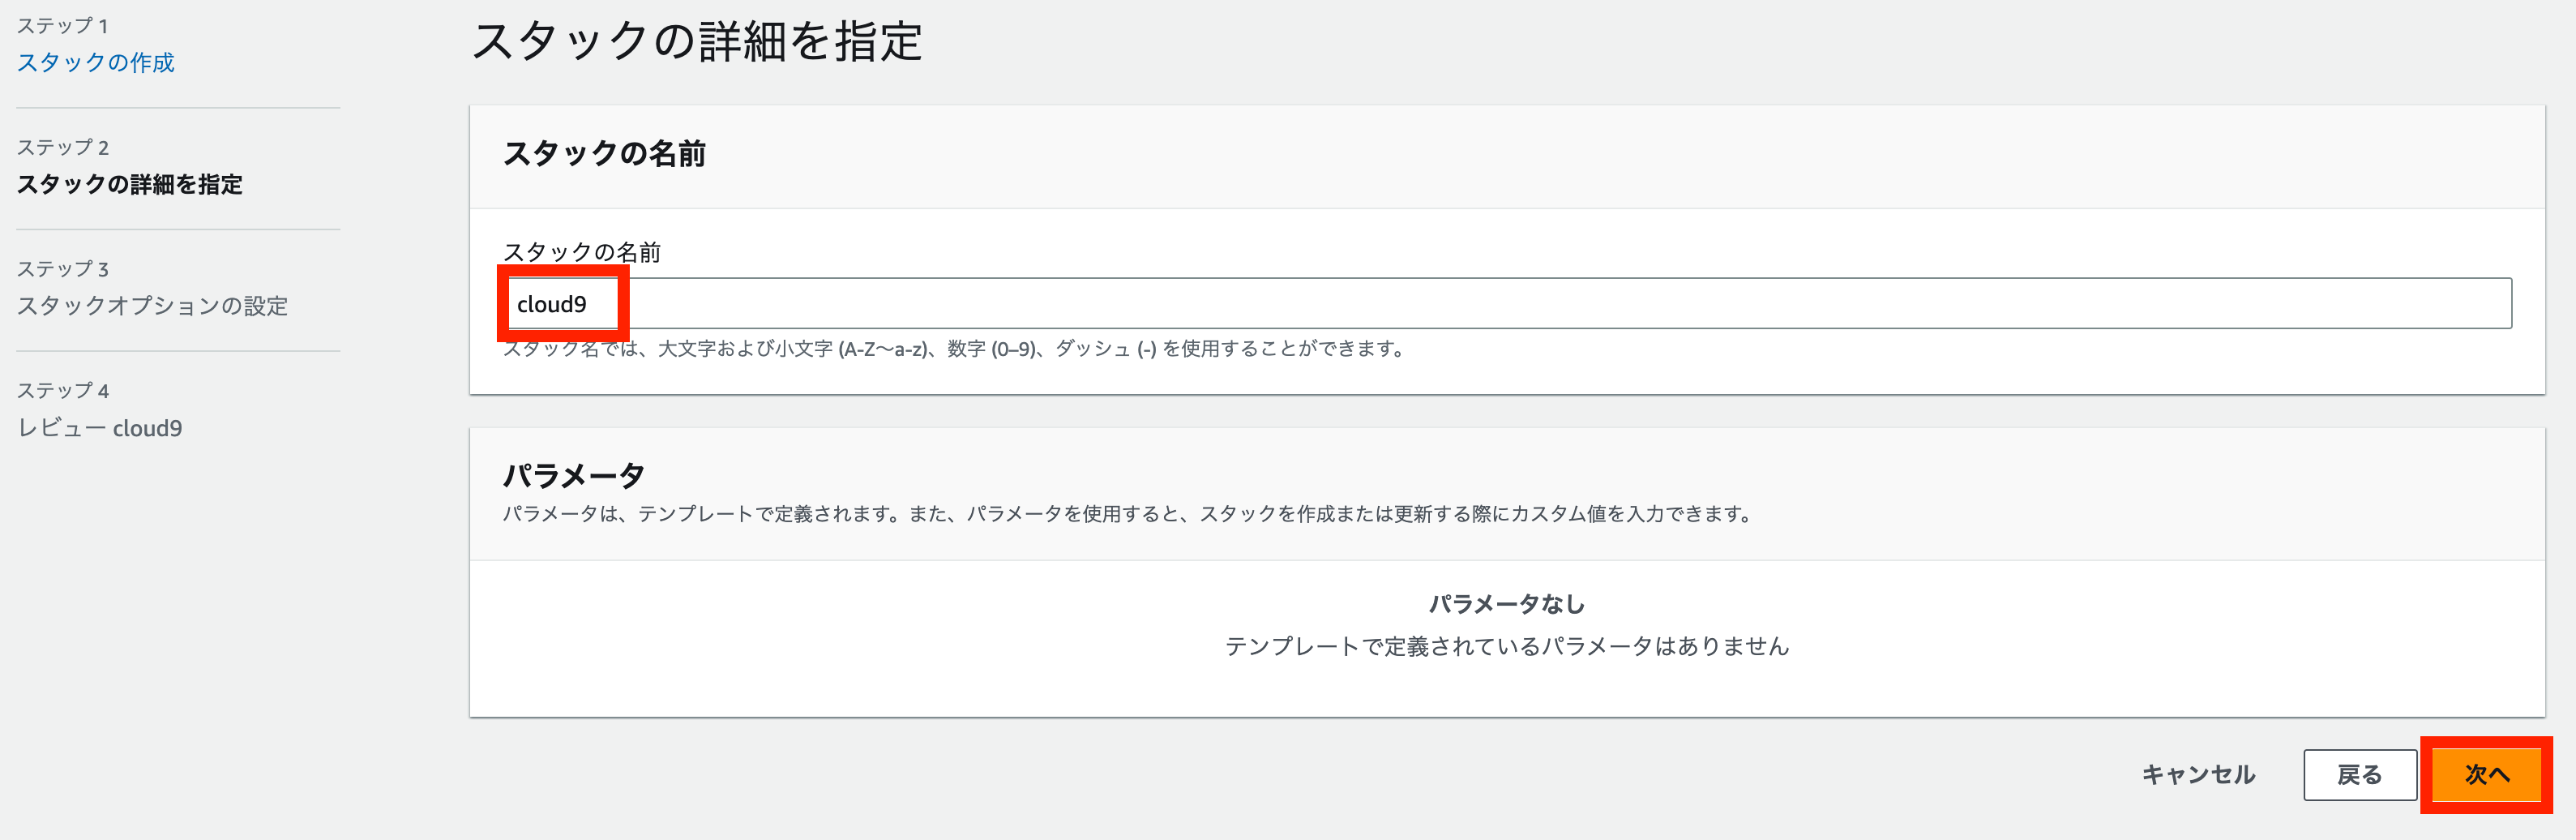 ステップ 1
スタックの作成
ステップ 2
スタックの詳細を指定
ステップ 3
スタックオプションの設定
ステップ 4
レビュー cloud9
スタックの詳細を指定
スタックの名前
スタックの名前
cloud9
スタック名では、大文字および小文字 (A-Z～a-z)、数字 (0–9)、ダッシュ (-) を使用することができます。
パラメータ
パラメータは、テンプレートで定義されます。また、パラメータを使用すると、スタックを作成または更新する際にカスタム値を入力できます。
パラメータなし
テンプレートで定義されているパラメータはありません
キャンセル
戻る
次へ